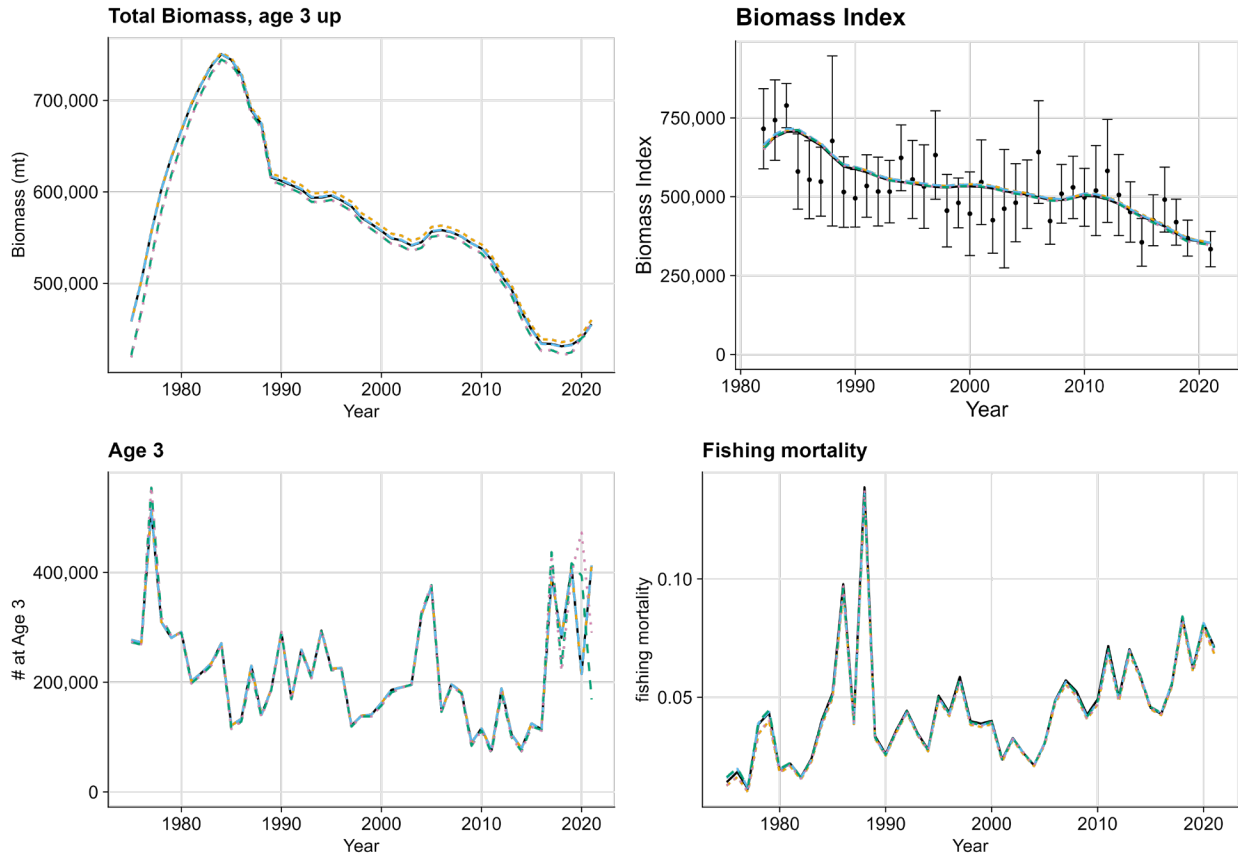 Total Biomass, age 3 up
Biomass (mt)
700,000
600,000
500,000
1980 1990 2000 2010 2020
Year
Biomass Index
Biomass Index
750,000
500,000
250,000
0
1980 1990 2000 2010 2020
Year
Age 3
# at Age 3
400,000
200,000
0
1980 1990 2000 2010 2020
Year
Fishing mortality
fishing mortality
0.10
0.05
1980 1990 2000 2010 2020
Year